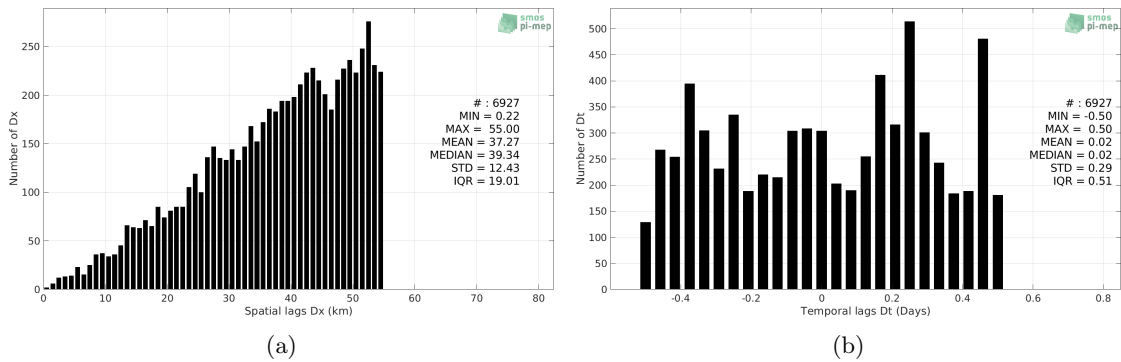 smos
pi-mep
250
200
150
100
50
0
Number of Dx
# : 6927
MIN = 0.22
MAX = 55.00
MEAN = 37.27
MEDIAN = 39.34
STD = 12.43
IQR = 19.01
0 10 20 30 40 50 60 70 80
Spatial lags Dx (km)
(a)
smos
pi-mep
500
450
400
350
300
250
200
150
100
50
0
Number of Dt
# : 6927
MIN = -0.50
MAX = 0.50
MEAN = 0.02
MEDIAN = 0.02
STD = 0.29
IQR = 0.51
-0.4 -0.2 0 0.2 0.4 0.6 0.8
Temporal lags Dt (Days)
(b)